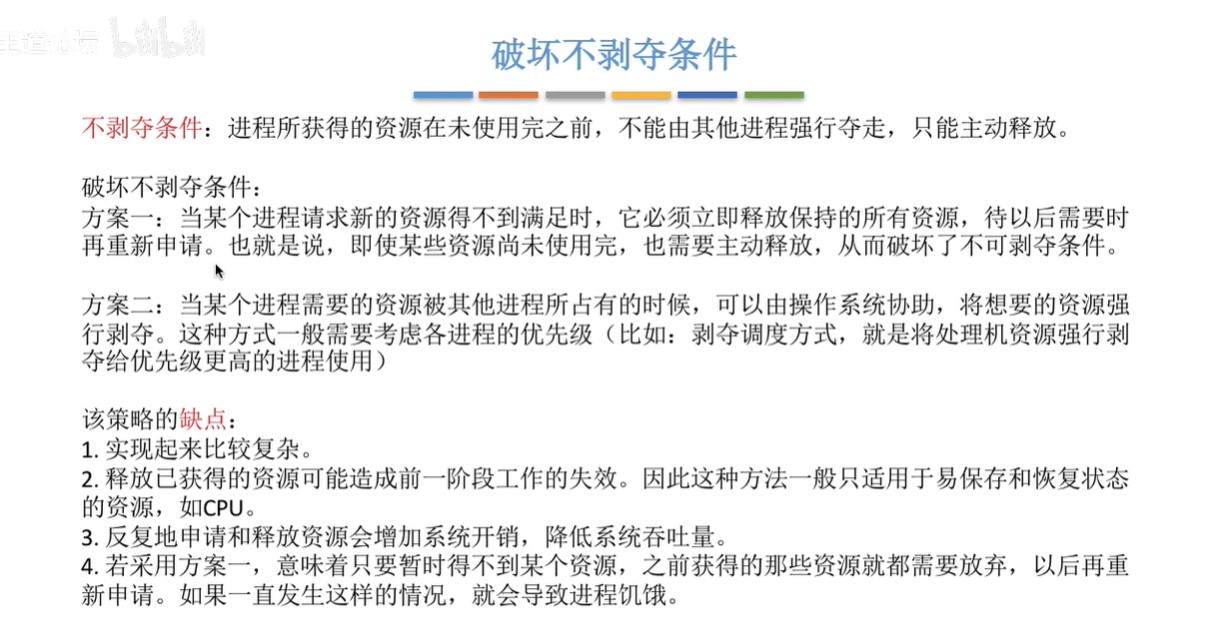 王道论坛 bilibili
破坏不剥夺条件
不剥夺条件：进程所获得的资源在未使用完之前，不能由其他进程强行夺走，只能主动释放。
破坏不剥夺条件：
方案一：当某个进程请求新的资源得不到满足时，它必须立即释放保持的所有资源，待以后需要时
再重新申请。也就是说，即使某些资源尚未使用完，也需要主动释放，从而破坏了不可剥夺条件。
方案二：当某个进程需要的资源被其他进程所占有的时候，可以由操作系统协助，将想要的资源强
行剥夺。这种方式一般需要考虑各进程的优先级（比如：剥夺调度方式，就是将处理机资源强行剥
夺给优先级更高的进程使用）
该策略的缺点：
1. 实现起来比较复杂。
2. 释放已获得的资源可能造成前一阶段工作的失效。因此这种方法一般只适用于易保存和恢复状态
的资源，如CPU。
3. 反复地申请和释放资源会增加系统开销，降低系统吞吐量。
4. 若采用方案一，意味着只要暂时得不到某个资源，之前获得的那些资源就都需要放弃，以后再重
新申请。如果一直发生这样的情况，就会导致进程饥饿。